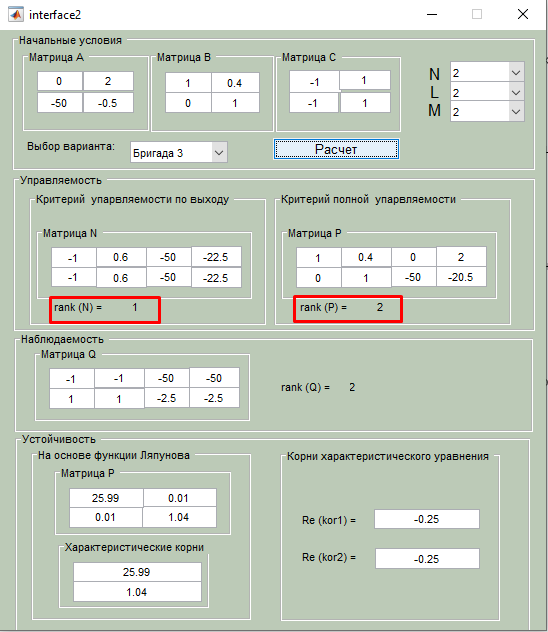 interface2
Начальные условия
Матрица A Матрица B Матрица C
0 2 1 0.4 -1 1
-50 -0.5 0 1 -1 1
N 2
L 2
M 2
Выбор варианта: Бригада 3 Расчет
Управляемость
Критерий упарвляемости по выходу Критерий полной упарвляемости
Матрица N Матрица P
-1 0.6 -50 -22.5 1 0.4 0 2
-1 0.6 -50 -22.5 0 1 -50 -20.5
rank (N) = 1 rank (P) = 2
Наблюдаемость
Матрица Q
-1 -1 -50 -50
1 1 -2.5 -2.5
rank (Q) = 2
Устойчивость
На основе функции Ляпунова Корни характеристического уравнения
Матрица P
25.99 0.01
0.01 1.04
Re (kor1) = -0.25
Re (kor2) = -0.25
Характеристические корни
25.99
1.04